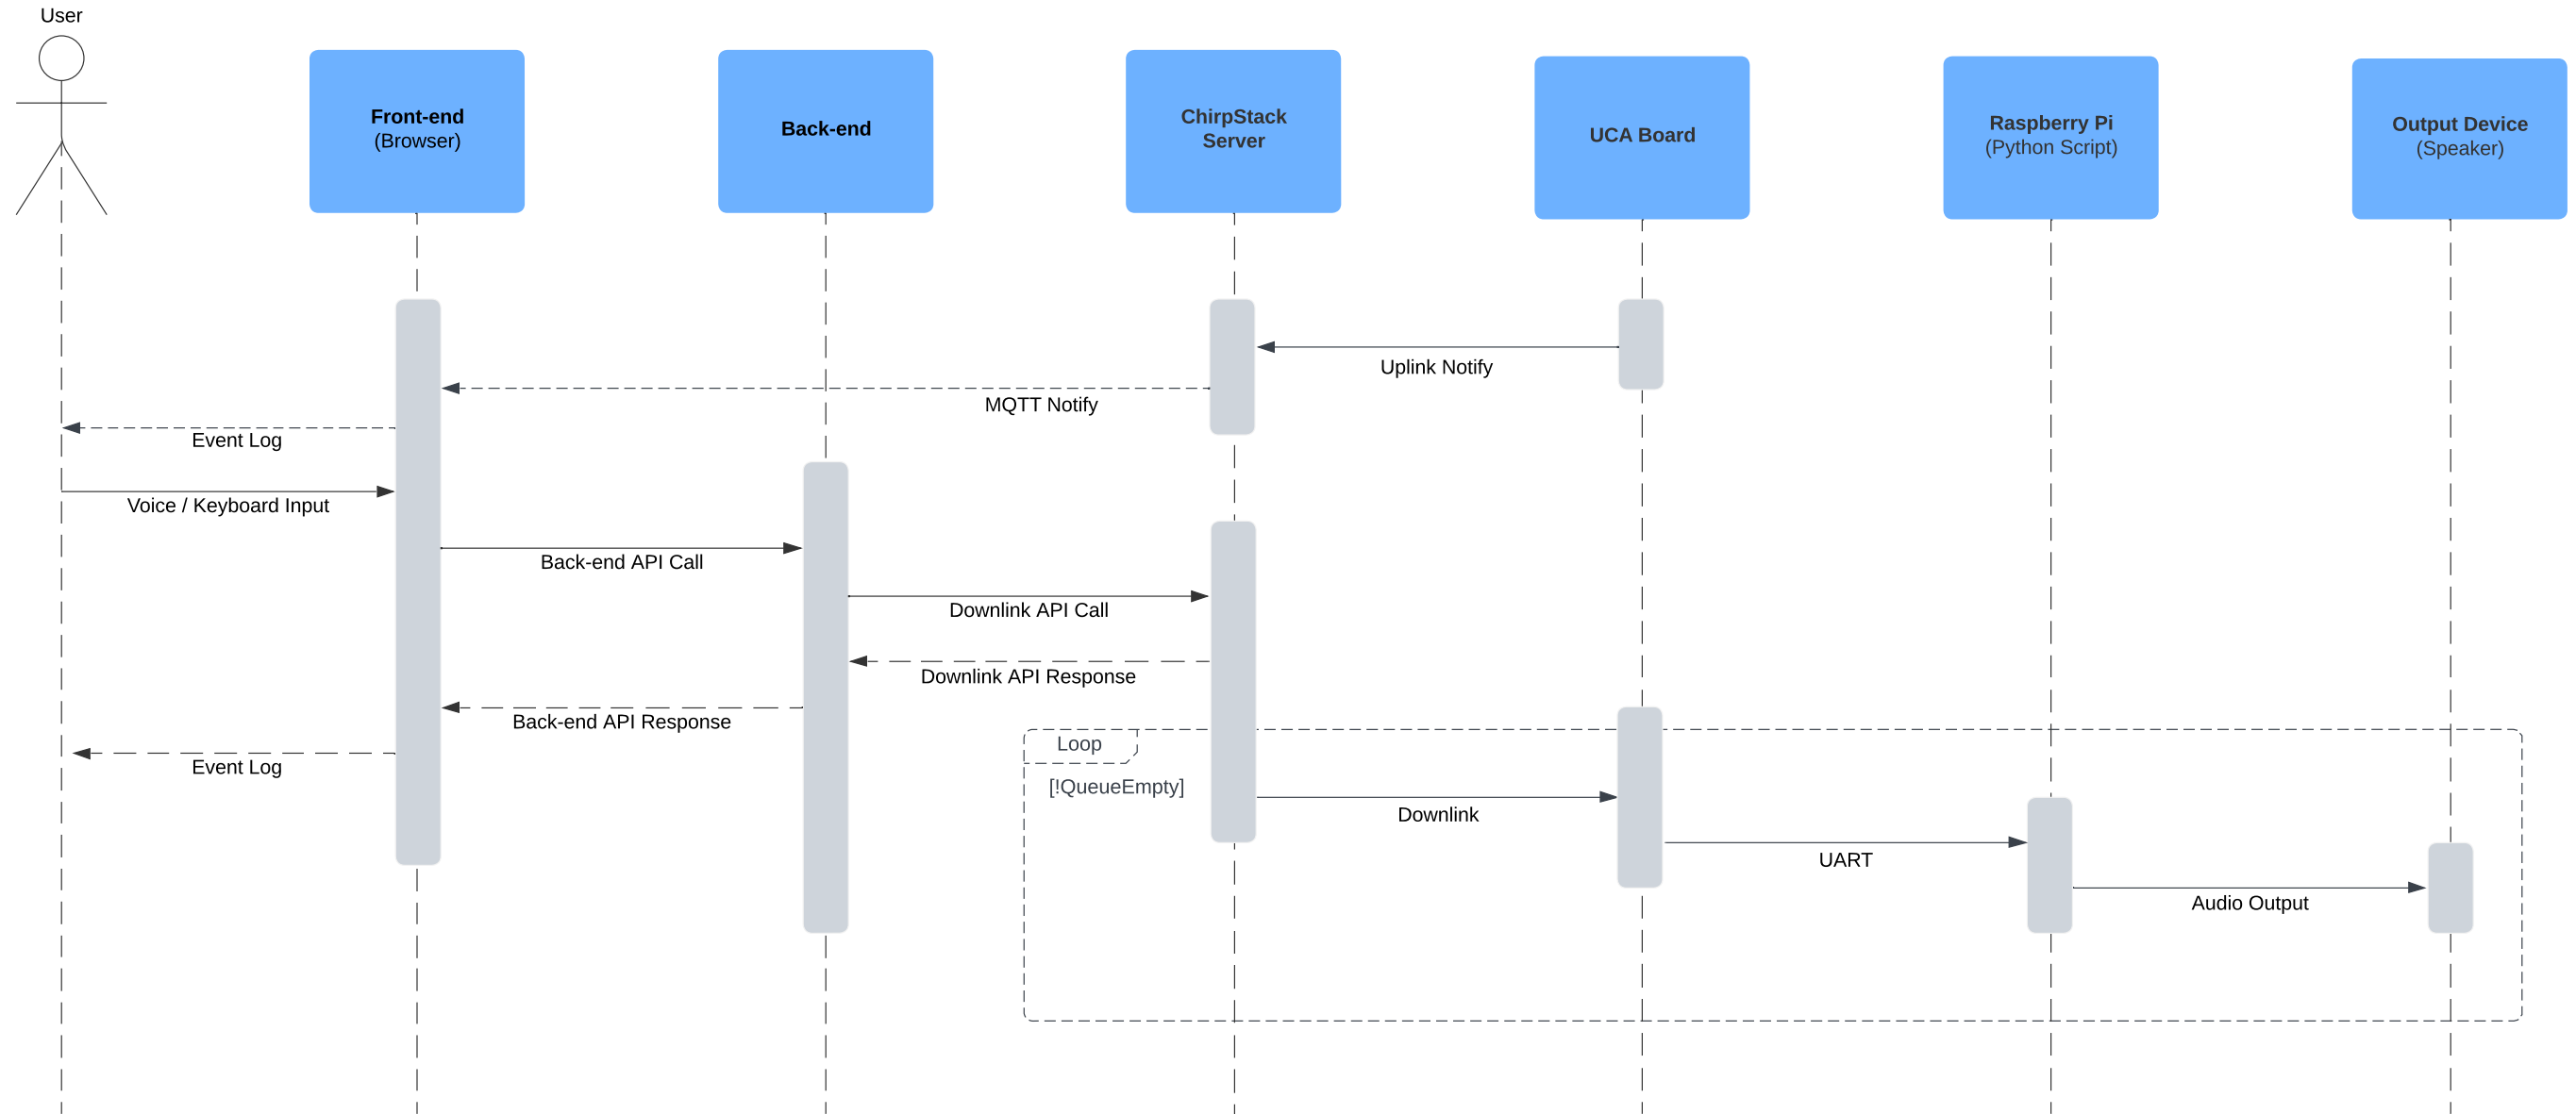 User
Front-end
(Browser)
Back-end
ChirpStack
Server
UCA Board
Raspberry Pi
(Python Script)
Output Device
(Speaker)
Uplink Notify
MQTT Notify
Event Log
Voice / Keyboard Input
Back-end API Call
Downlink API Call
Downlink API Response
Back-end API Response
Loop
Event Log
[!QueueEmpty]
Downlink
UART
Audio Output